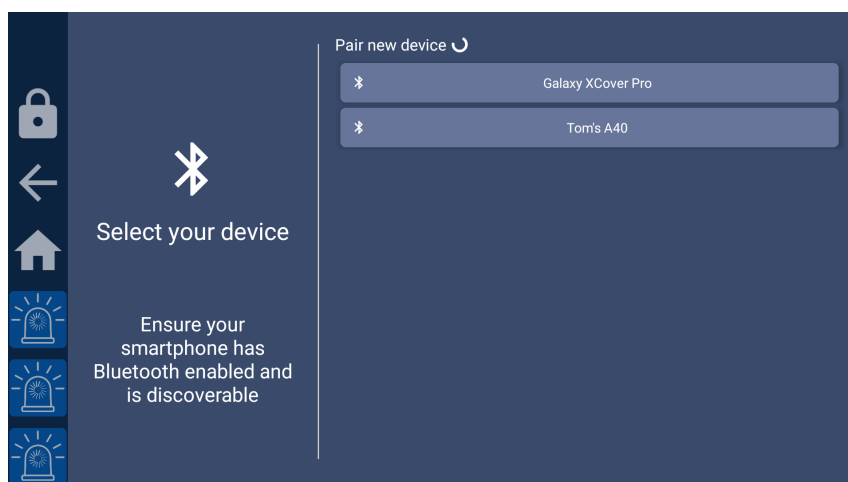 Pair new device
Galaxy XCover Pro
Tom's A40
Select your device
Ensure your
smartphone has
Bluetooth enabled and
is discoverable